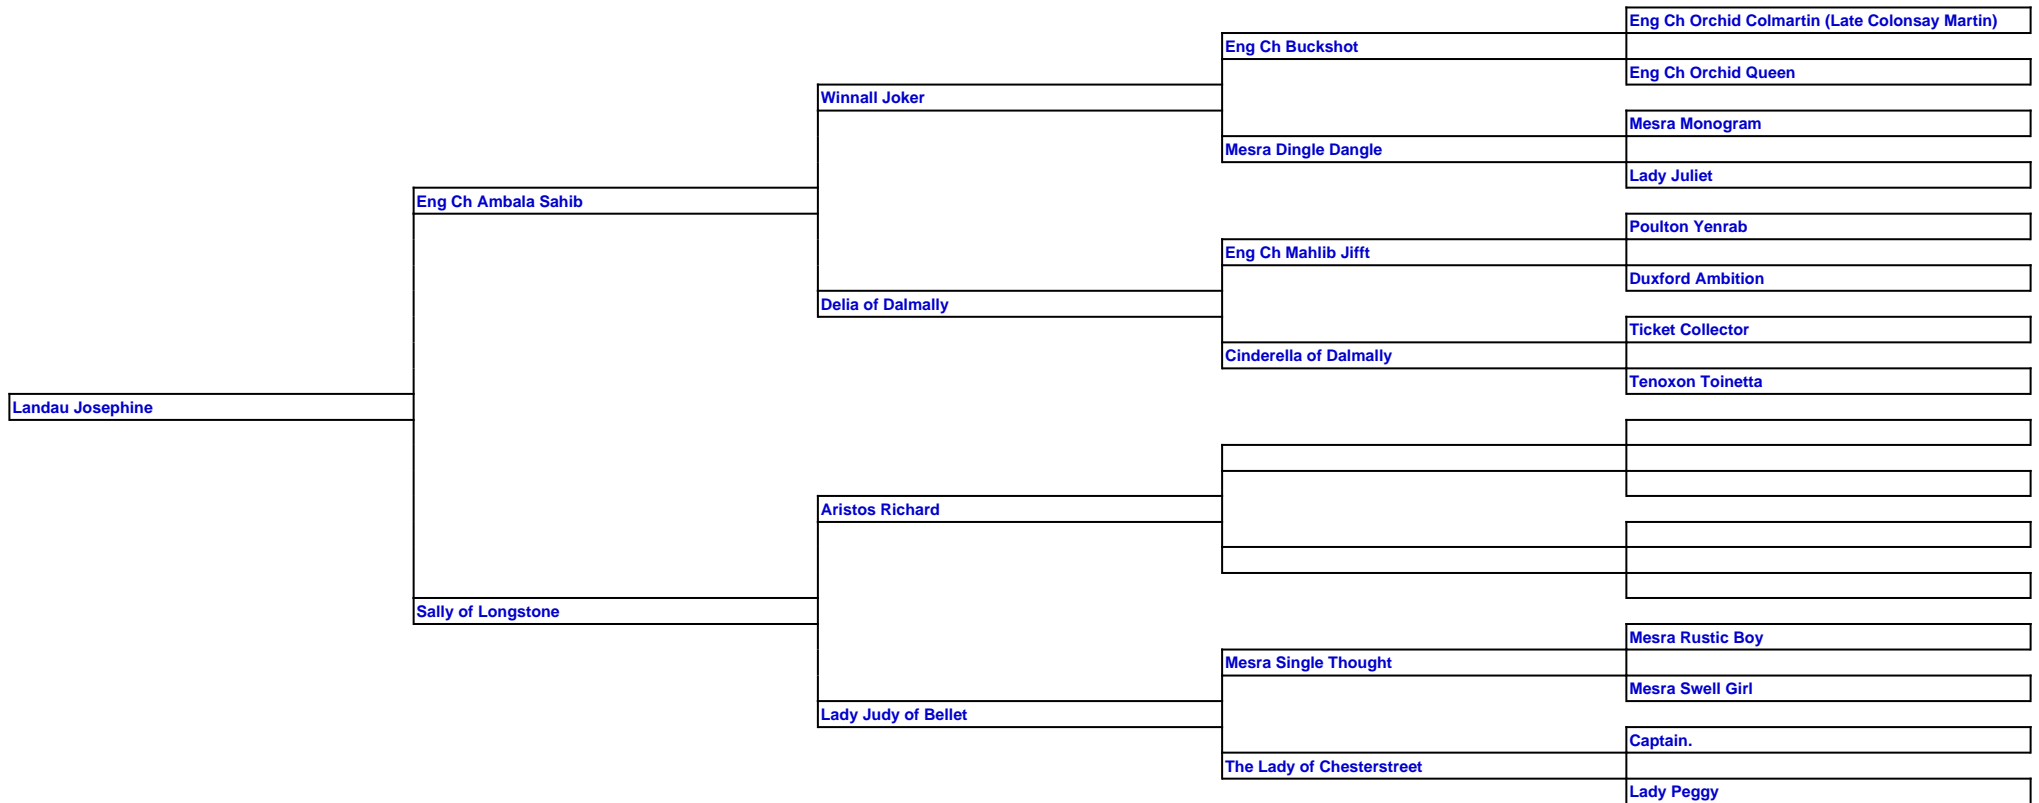 Eng Ch Orchid Colmartin (Late Colonsay Martin)
Eng Ch Buckshot
Eng Ch Orchid Queen
Winnall Joker
Mesra Monogram
Mesra Dingle Dangle
Lady Juliet
Eng Ch Ambala Sahib
Poulton Yenrab
Eng Ch Mahlib Jifft
Duxford Ambition
Delia of Dalmally
Ticket Collector
Cinderella of Dalmally
Tenoxon Toinetta
Landau Josephine
Aristos Richard
Sally of Longstone
Mesra Rustic Boy
Mesra Single Thought
Mesra Swell Girl
Lady Judy of Bellet
Captain.
The Lady of Chesterstreet
Lady Peggy